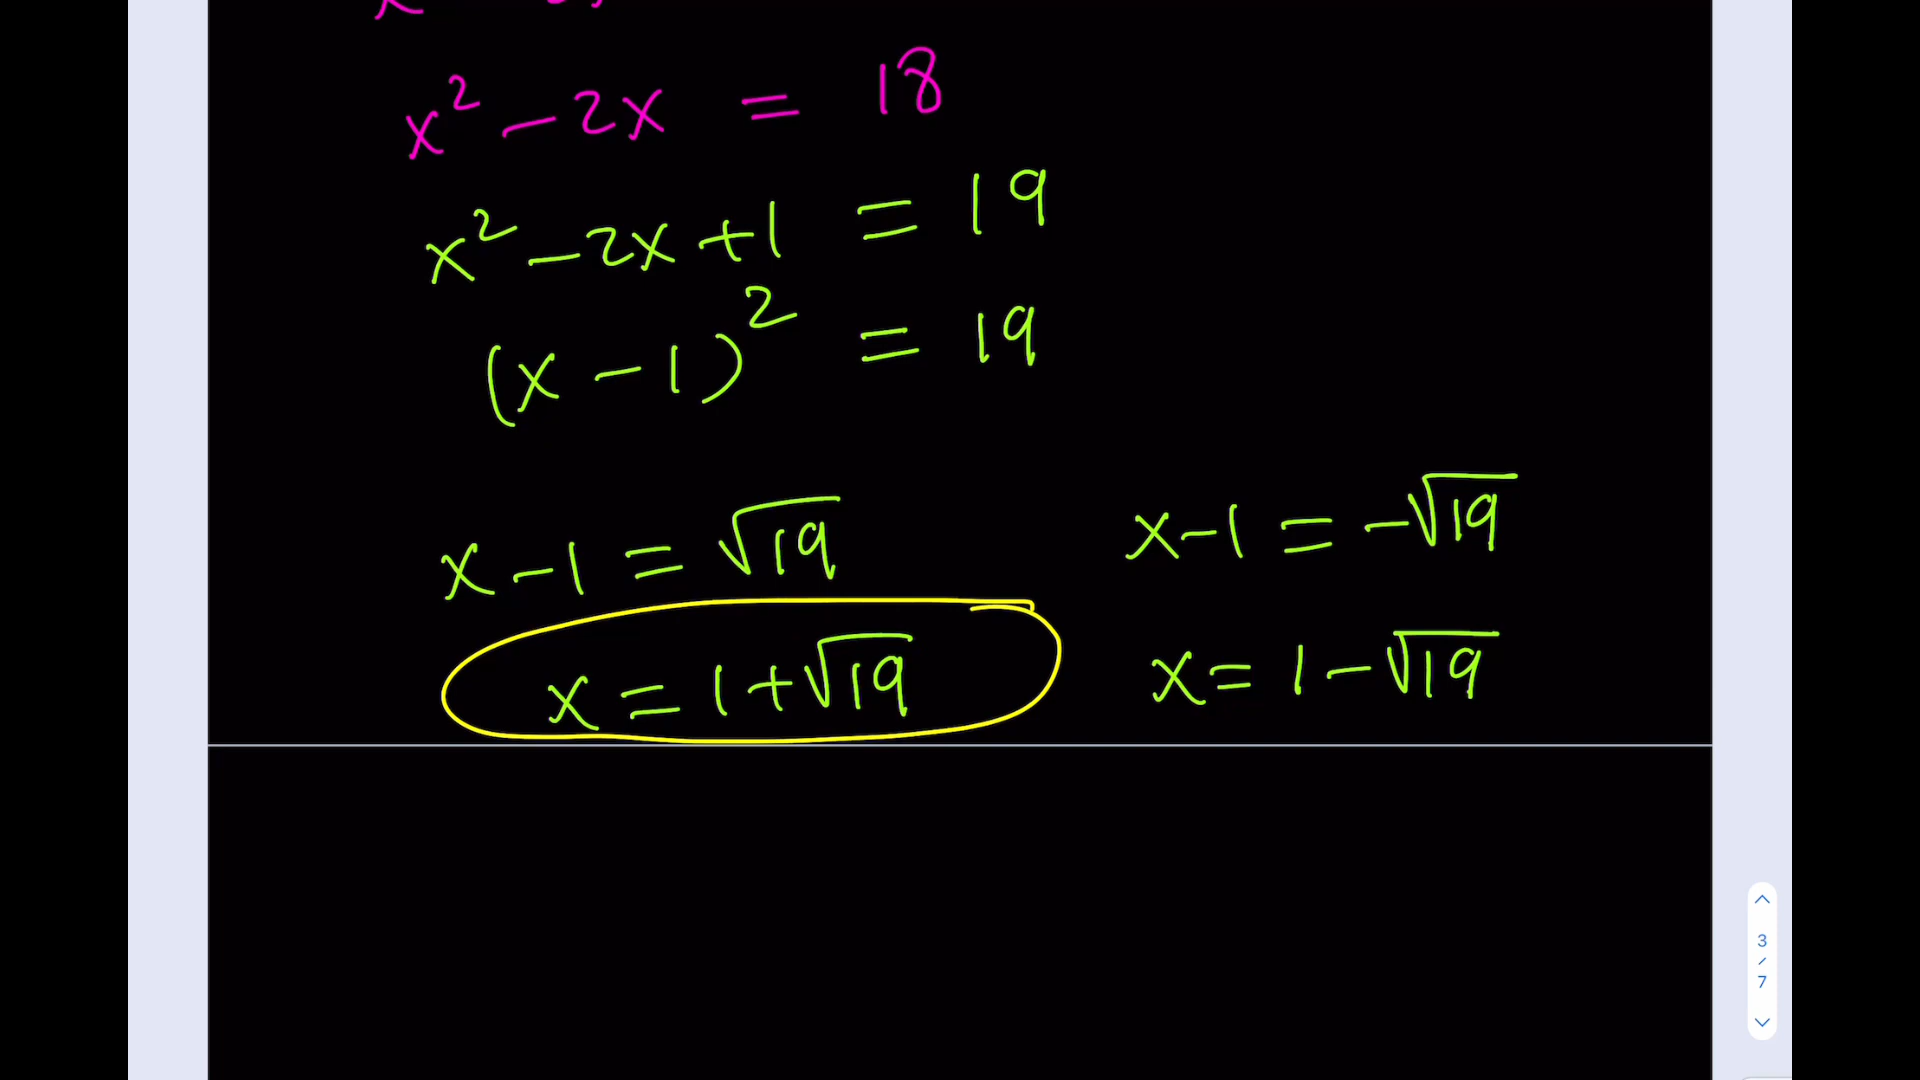 x² - 2x = 18
x² - 2x + 1 = 19
(x - 1)² = 19
x - 1 = √19
x - 1 = -√19
x = 1 + √19
x = 1 - √19
3
/
7